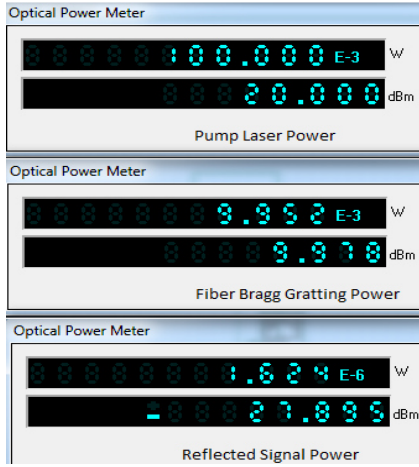 Optical Power Meter
100.000 E-3 W
20.000 dBm
Pump Laser Power
Optical Power Meter
9.952 E-3 W
9.978 dBm
Fiber Bragg Gratting Power
Optical Power Meter
1.624 E-6 W
- 27.895 dBm
Reflected Signal Power